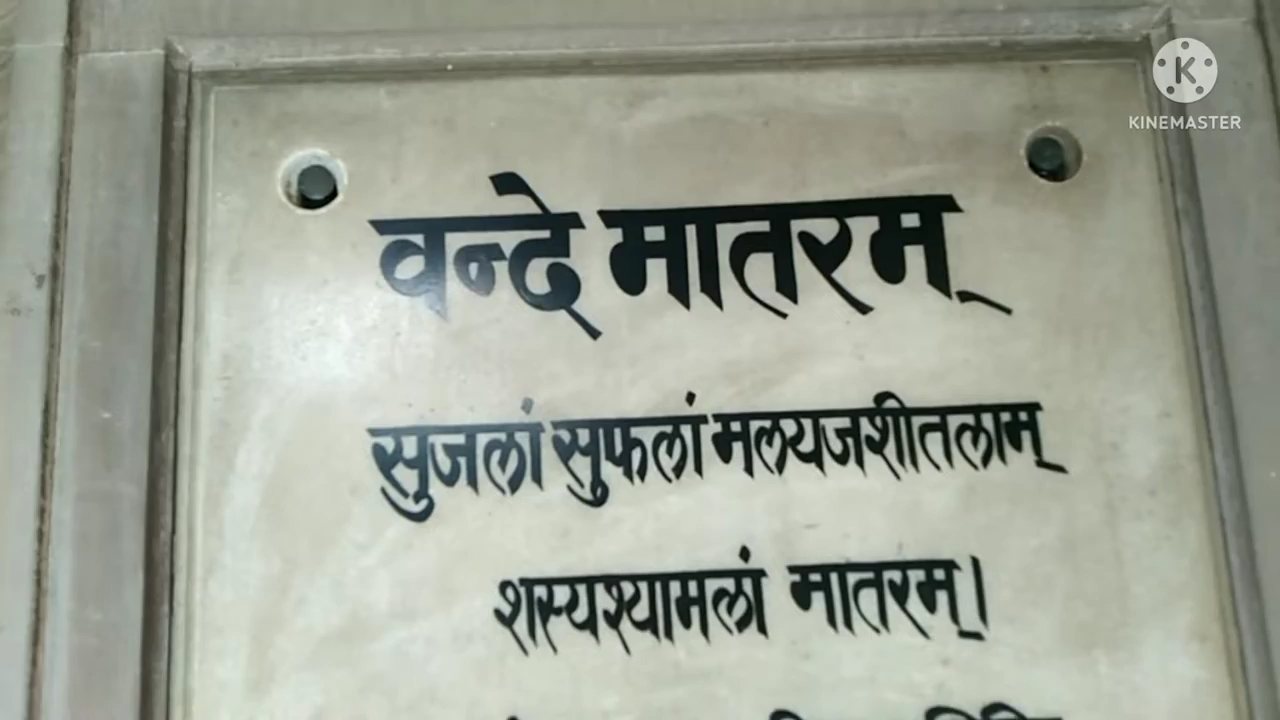 KINEMASTER
वन्दे मातरम्
सुजलां सुफलां मलयजशीतलाम्
शस्यश्यामलां मातरम्।